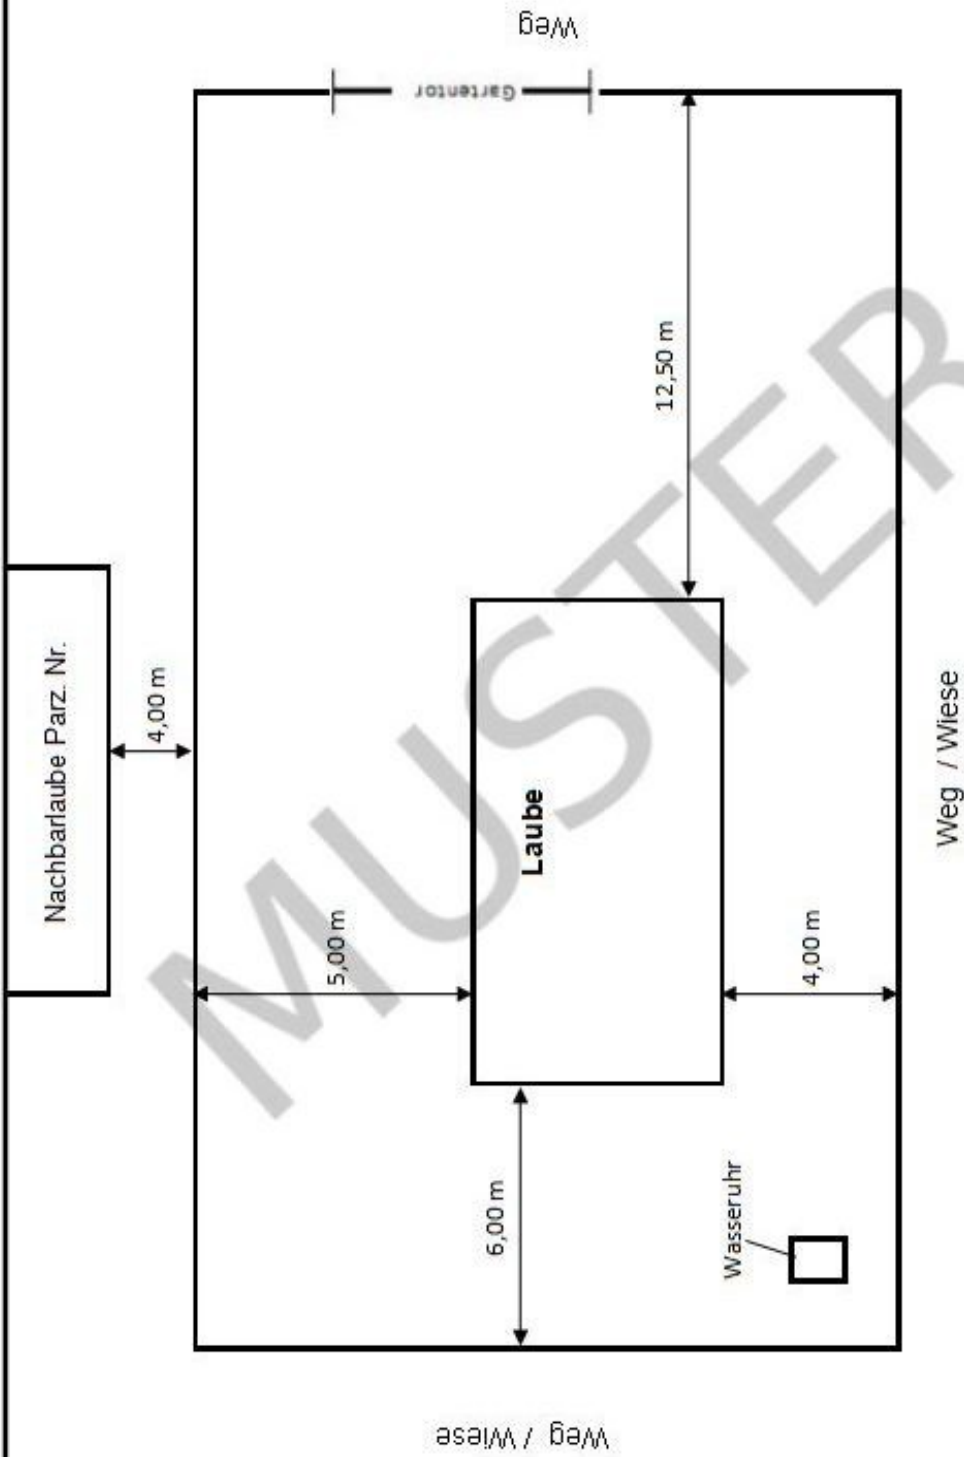 Weg
Gartentor
12,50 m
Nachbarlaube Parz. Nr.
4,00 m
Laube
5,00 m
4,00 m
6,00 m
Wasseruhr
Weg / Wiese
Weg / Wiese
MUSTER